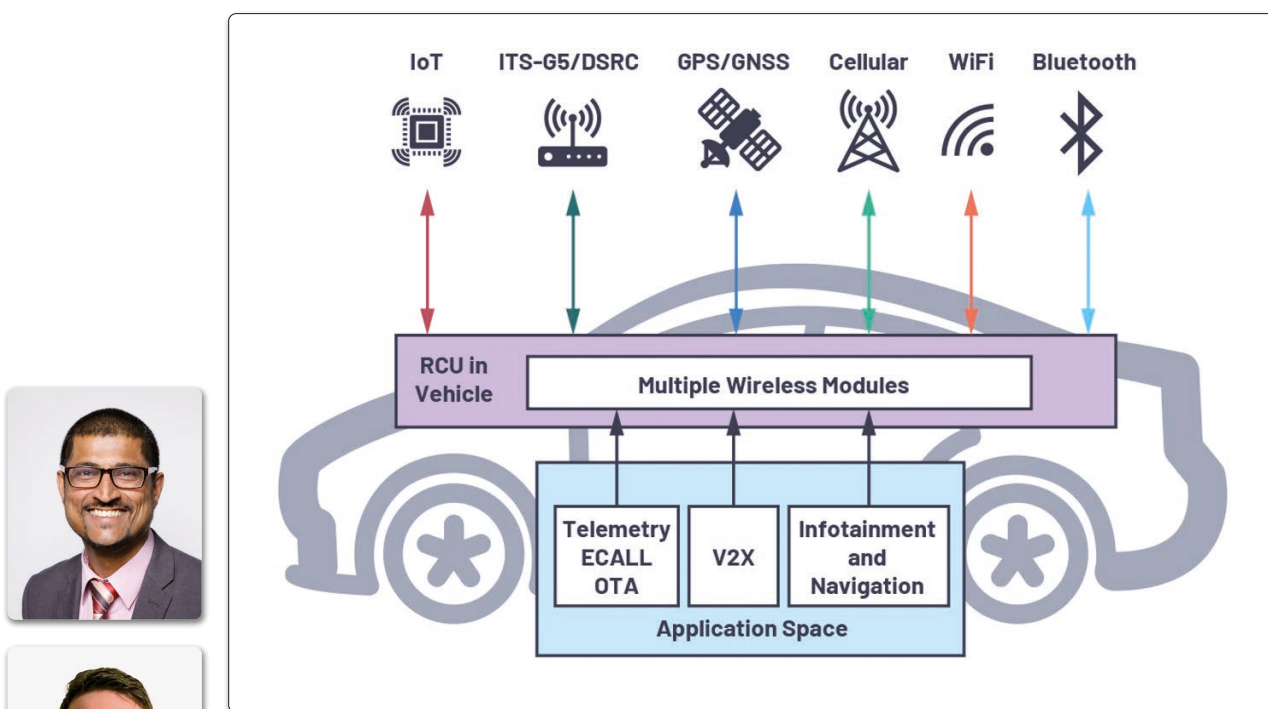 IoT
ITS-G5/DSRC
GPS/GNSS
Cellular
WiFi
Bluetooth
RCU in
Vehicle
Multiple Wireless Modules
Telemetry
ECALL
OTA
V2X
Infotainment
and
Navigation
Application Space